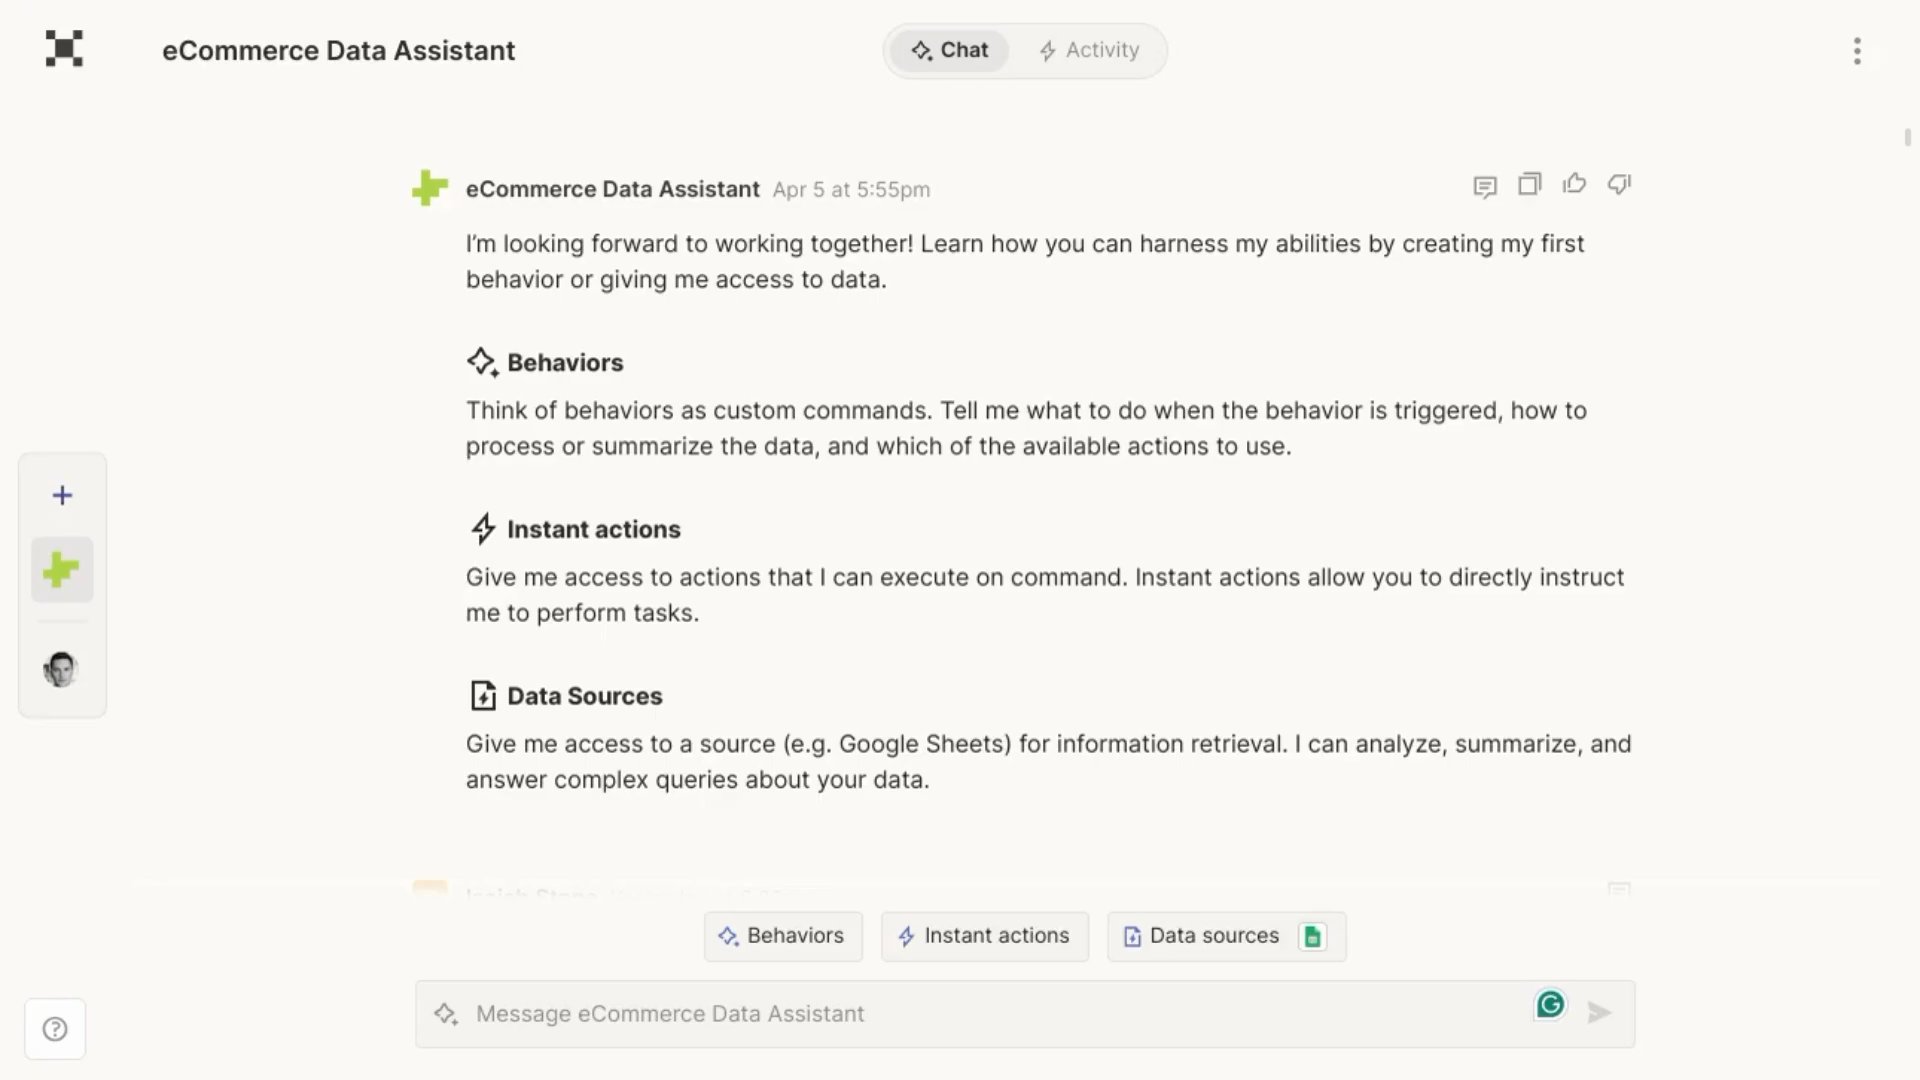 eCommerce Data Assistant
Chat
Activity
eCommerce Data Assistant Apr 5 at 5:55pm
I'm looking forward to working together! Learn how you can harness my abilities by creating my first
behavior or giving me access to data.
Behaviors
Think of behaviors as custom commands. Tell me what to do when the behavior is triggered, how to
process or summarize the data, and which of the available actions to use.
Instant actions
Give me access to actions that I can execute on command. Instant actions allow you to directly instruct
me to perform tasks.
Data Sources
Give me access to a source (e.g. Google Sheets) for information retrieval. I can analyze, summarize, and
answer complex queries about your data.
Behaviors
Instant actions
Data sources
Message eCommerce Data Assistant